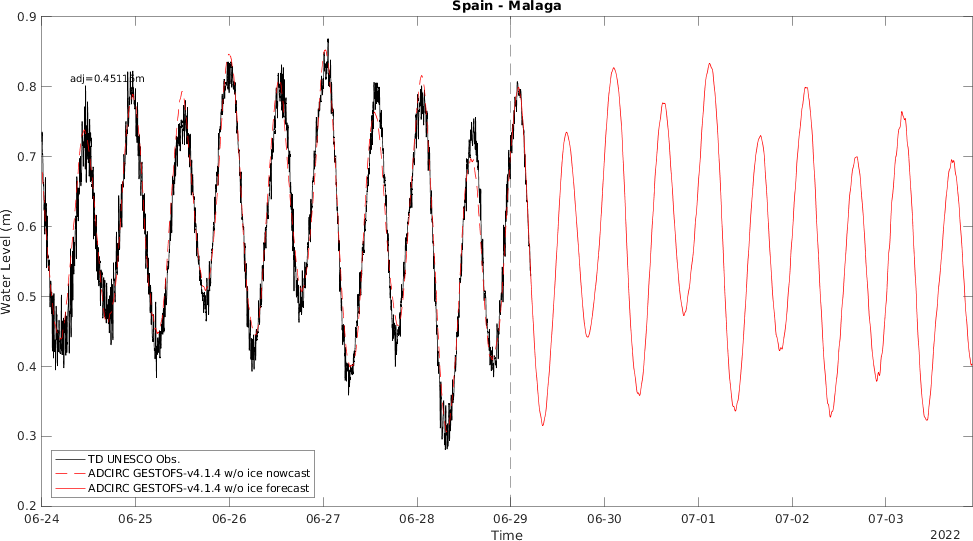 Spain - Malaga
0.9
0.8
0.7
0.6
0.5
0.4
0.3
0.2
Water Level (m)
adj=0.45115m
TD UNESCO Obs.
ADCIRC GESTOFS-v4.1.4 w/o ice nowcast
ADCIRC GESTOFS-v4.1.4 w/o ice forecast
06-24 06-25 06-26 06-27 06-28 06-29 06-30 07-01 07-02 07-03
Time
2022